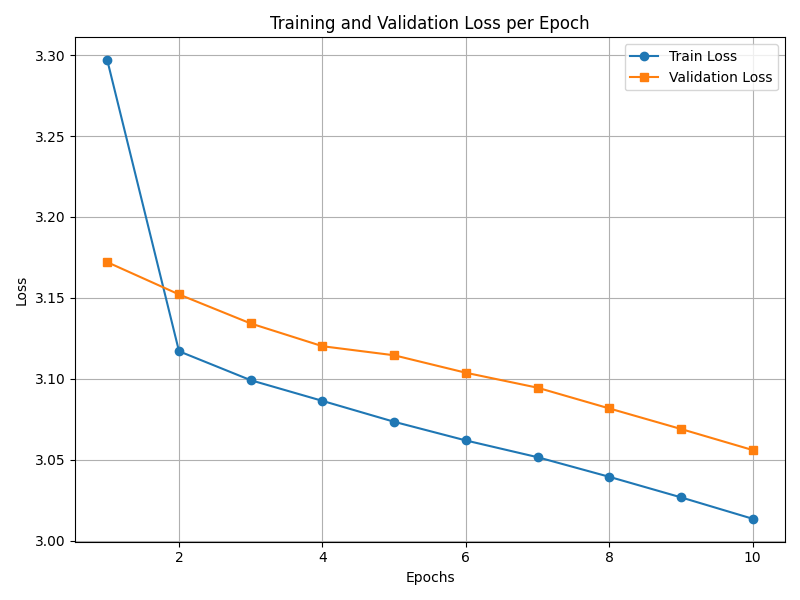 Training and Validation Loss per Epoch
Train Loss
Validation Loss
Loss
3.30
3.25
3.20
3.15
3.10
3.05
3.00
2 4 6 8 10
Epochs